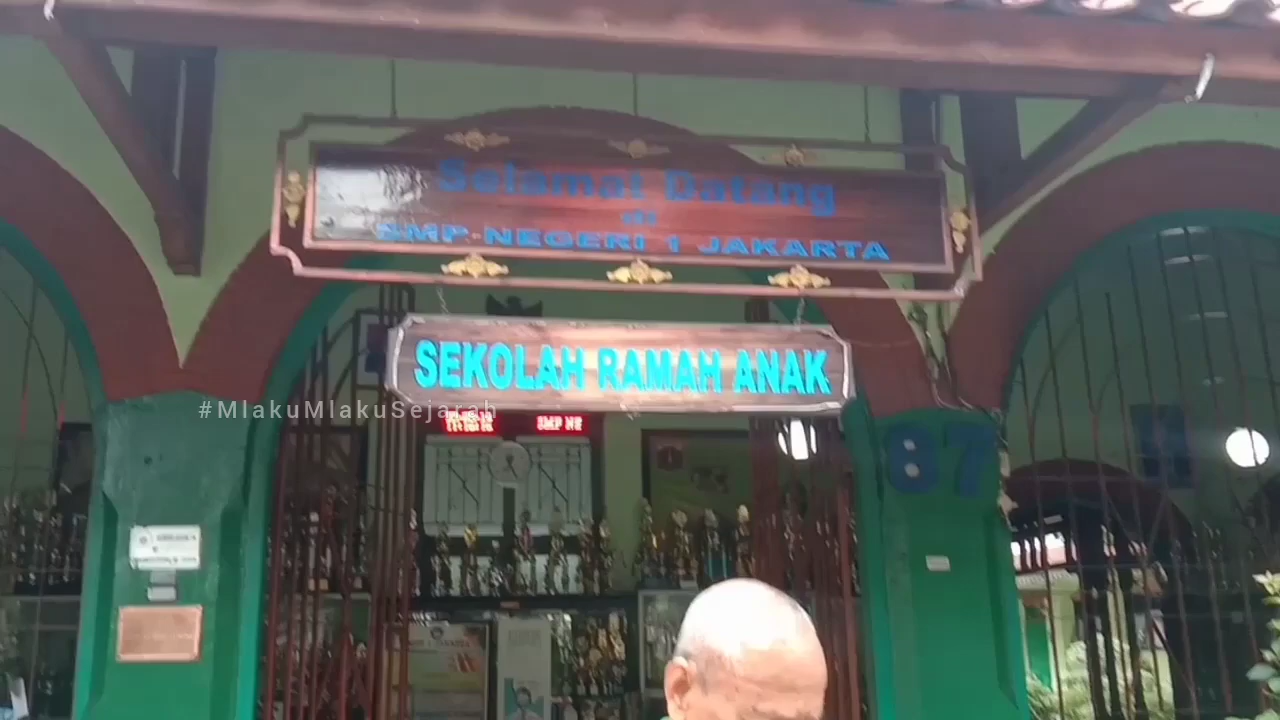 Selamat Datang
di
SMP NEGERI 1 JAKARTA
SEKOLAH RAMAH ANAK
#MlakuMlakuSejarah
SMP NE
87